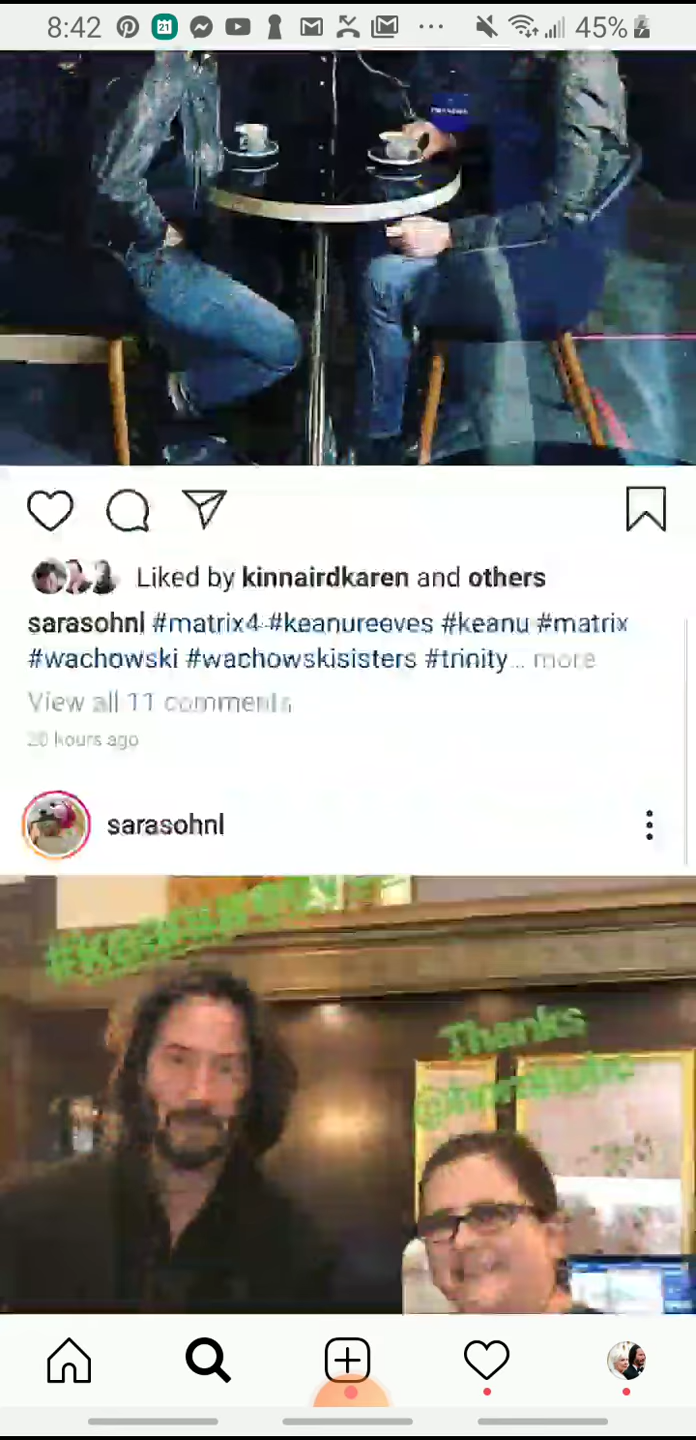 8:42
21
45%
Liked by kinnairdkaren and others
sarasohnl #matrix4 #keanureeves #keanu #matrix
#wachowski #wachowskisisters #trinity... more
View all 11 comments
20 hours ago
sarasohnl
Thanks